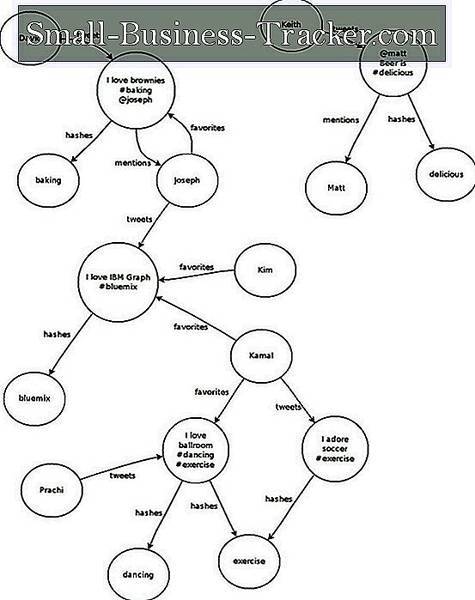 Small-Business-Tracker.com
Keith
tweets
@matt
Beer is
#delicious
I love brownies
#baking
@joseph
hashes
favorites
mentions
baking
Joseph
mentions
hashes
Matt
delicious
tweets
I love IBM Graph
#bluemix
favorites
Kim
favorites
hashes
Kamal
bluemix
favorites
tweets
I love
ballroom
#dancing
#exercise
I adore
soccer
#exercise
Prachi
tweets
hashes
hashes
hashes
dancing
exercise